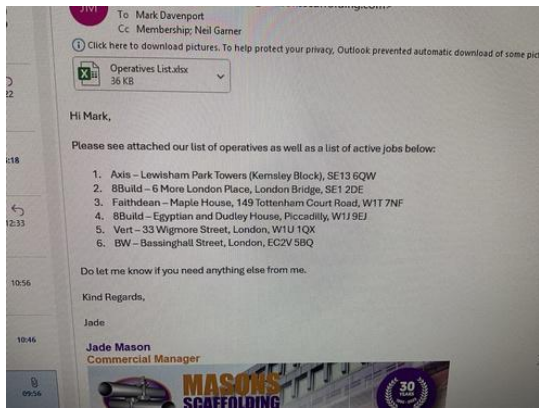 JM
To Mark Davenport
Cc Membership; Neil Garner
Click here to download pictures. To help protect your privacy, Outlook prevented automatic download of some pic
Operatives List.xlsx
36 KB
22
Hi Mark,
Please see attached our list of operatives as well as a list of active jobs below:
:18
1. Axis – Lewisham Park Towers (Kemsley Block), SE13 6QW
2. 8Build – 6 More London Place, London Bridge, SE1 2DE
3. Faithdean – Maple House, 149 Tottenham Court Road, W1T 7NF
4. 8Build – Egyptian and Dudley House, Piccadilly, W1J 9EJ
12:33
5. Vert – 33 Wigmore Street, London, W1U 1QX
6. BW – Bassinghall Street, London, EC2V 5BQ
Do let me know if you need anything else from me.
10:56
Kind Regards,
Jade
10:46
Jade Mason
Commercial Manager
MASONS
SCAFFOLDING
30
YEARS
09:56